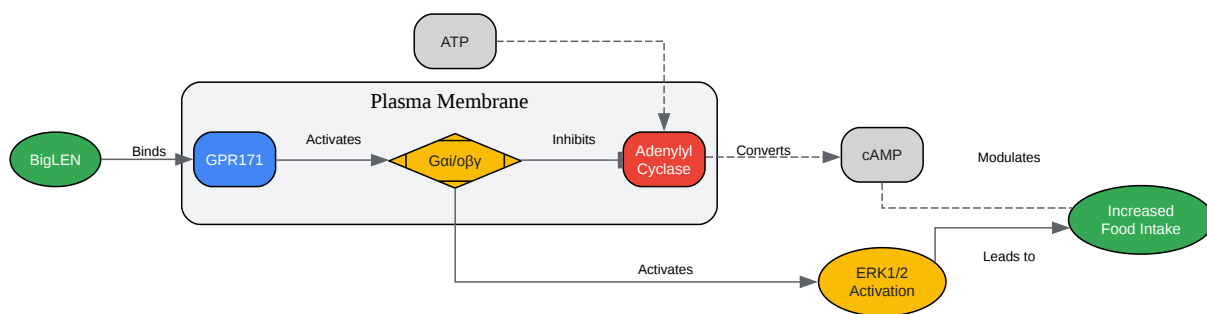 ATP
Plasma Membrane
BigLEN
Binds
GPR171
Activates
Gαi/oβγ
Inhibits
Adenylyl
Cyclase
Converts
cAMP
Modulates
Increased
Food Intake
Activates
ERK1/2
Activation
Leads to